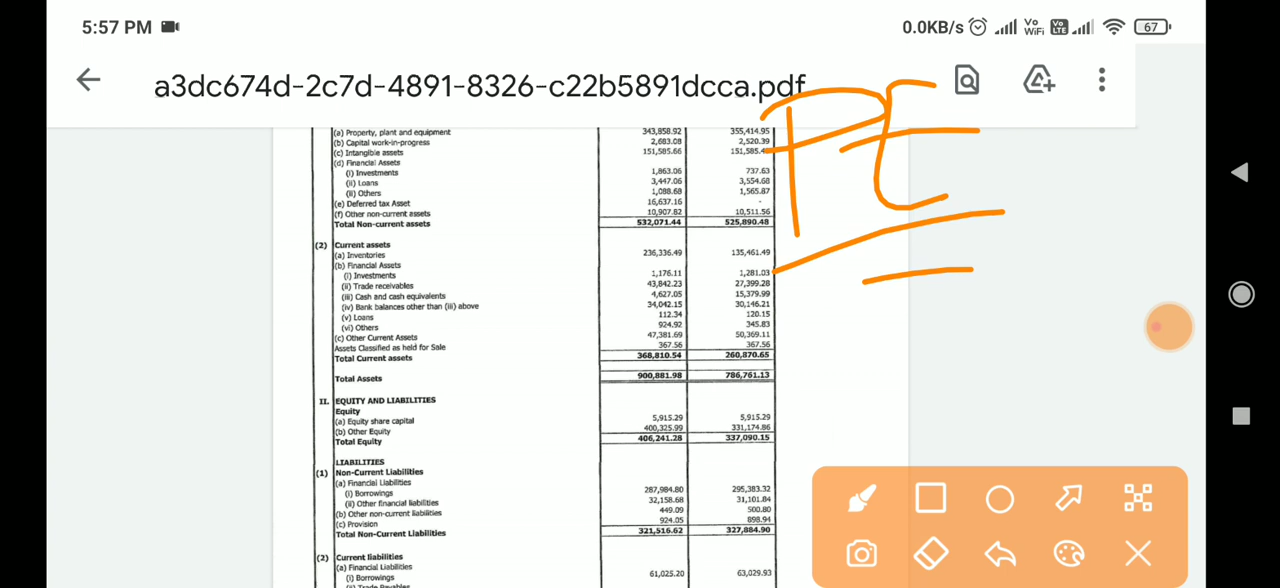 5:57 PM 0.0KB/s Vo WiFi Vo LTE 67
a3dc674d-2c7d-4891-8326-c22b5891dcca.pdf
(a) Property, plant and equipment 343,858.92 355,414.95
(b) Capital work-in-progress 2,683.08 2,520.39
(c) Intangible assets 151,585.66
(d) Financial Assets
(i) Investments 1,863.06 737.63
(ii) Loans 3,447.06 3,554.68
(iii) Others 1,088.68 1,565.87
(e) Deferred tax Asset 16,637.16 -
(f) Other non-current assets 10,907.82 10,511.56
Total Non-current assets 532,071.44 525,890.48
(2) Current assets
(a) Inventories 236,336.49 135,461.49
(b) Financial Assets
(i) Investments 1,176.11 1,281.03
(ii) Trade receivables 43,842.23 27,399.28
(iii) Cash and cash equivalents 4,627.05 15,379.99
(iv) Bank balances other than (iii) above 34,042.15 30,146.21
(v) Loans 112.34 120.15
(vi) Others 924.92 345.83
(c) Other Current Assets 47,381.69 50,369.11
Assets Classified as held for Sale 367.56 367.56
Total Current assets 368,810.54 260,870.65
Total Assets 900,881.98 786,761.13
II. EQUITY AND LIABILITIES
Equity
(a) Equity share capital 5,915.29 5,915.29
(b) Other Equity 400,325.99 331,174.86
Total Equity 406,241.28 337,090.15
LIABILITIES
(1) Non-Current Liabilities
(a) Financial Liabilities
(i) Borrowings 287,984.80 295,383.32
(ii) Other financial liabilities 32,158.68 31,101.84
(b) Other non-current liabilities 449.09 500.80
(c) Provision 924.05 898.94
Total Non-Current Liabilities 321,516.62 327,884.90
(2) Current liabilities
(a) Financial Liabilities
(i) Borrowings 61,025.20 63,029.93